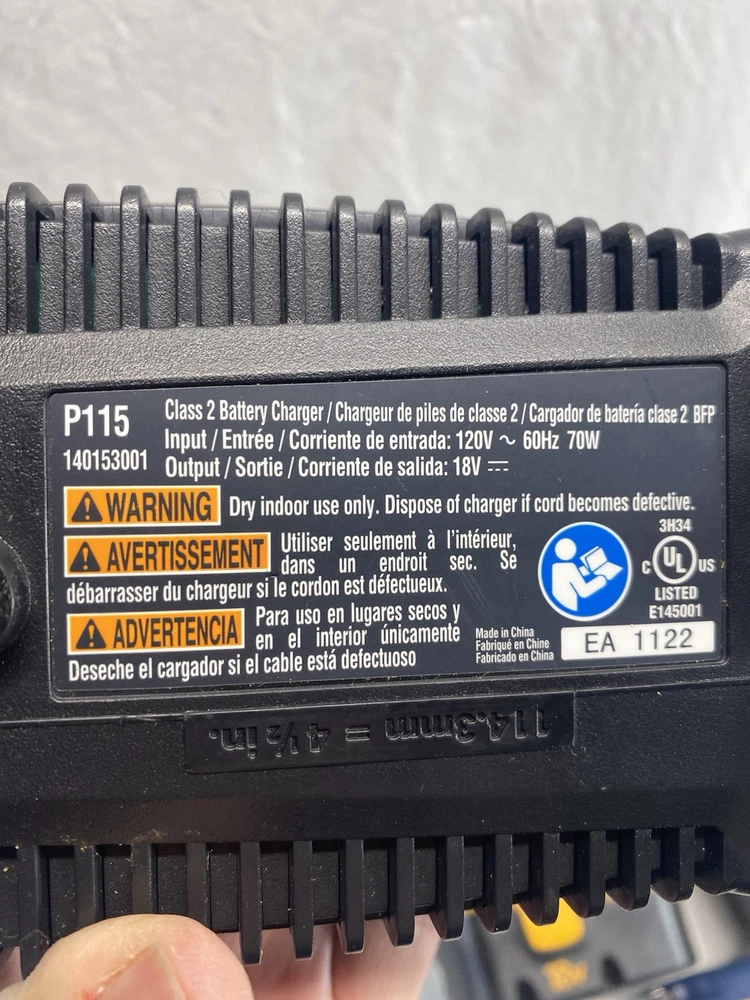 P115
140153001
Class 2 Battery Charger / Chargeur de piles de classe 2 / Cargador de batería clase 2 BFP
Input / Entrée / Corriente de entrada: 120V ~ 60Hz 70W
Output / Sortie / Corriente de salida: 18V ⎓
WARNING Dry indoor use only. Dispose of charger if cord becomes defective.
AVERTISSEMENT Utiliser seulement à l'intérieur,
dans un endroit sec. Se
débarrasser du chargeur si le cordon est défectueux.
ADVERTENCIA Para uso en lugares secos y
en el interior únicamente
Deseche el cargador si el cable está defectuoso
3H34
C UL US
LISTED
E145001
Made in China
Fabriqué en Chine
Fabricado en China
EA 1122
114.3mm = 4½ in.
18V